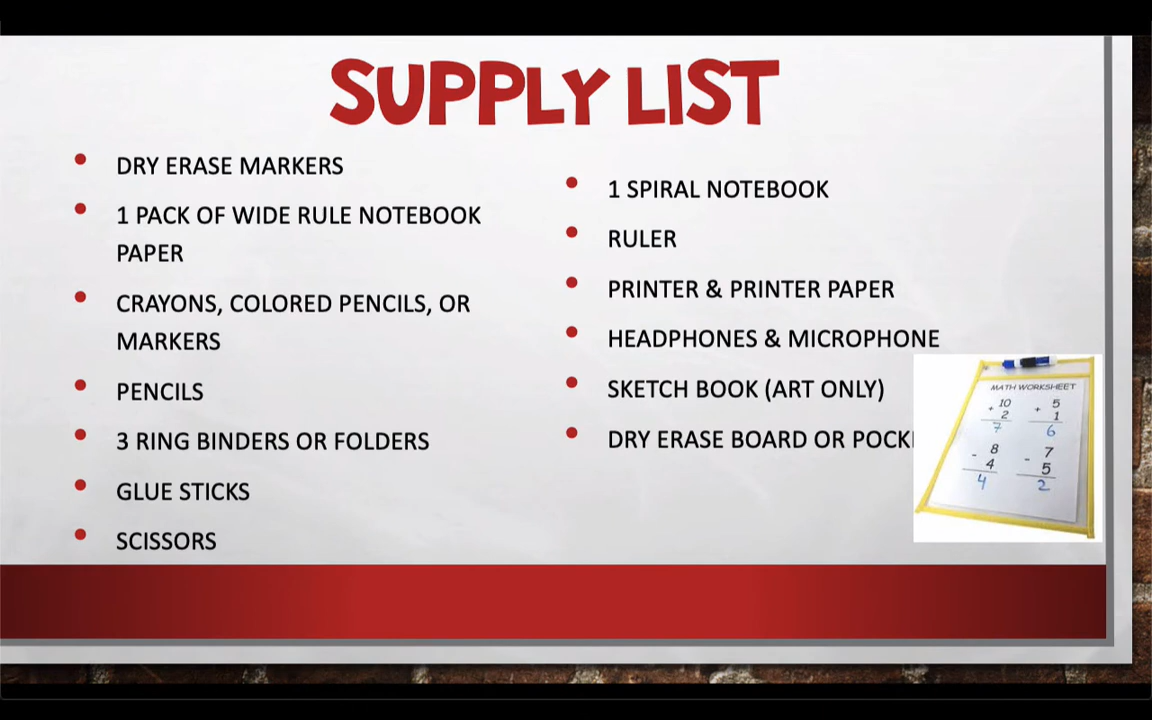 SUPPLY LIST
DRY ERASE MARKERS
1 PACK OF WIDE RULE NOTEBOOK
PAPER
CRAYONS, COLORED PENCILS, OR
MARKERS
PENCILS
3 RING BINDERS OR FOLDERS
GLUE STICKS
SCISSORS
1 SPIRAL NOTEBOOK
RULER
PRINTER & PRINTER PAPER
HEADPHONES & MICROPHONE
SKETCH BOOK (ART ONLY)
DRY ERASE BOARD OR
MATH WORKSHEET
10 5
+ 2 + 1
7 6
8 7
- 4 - 5
4 2